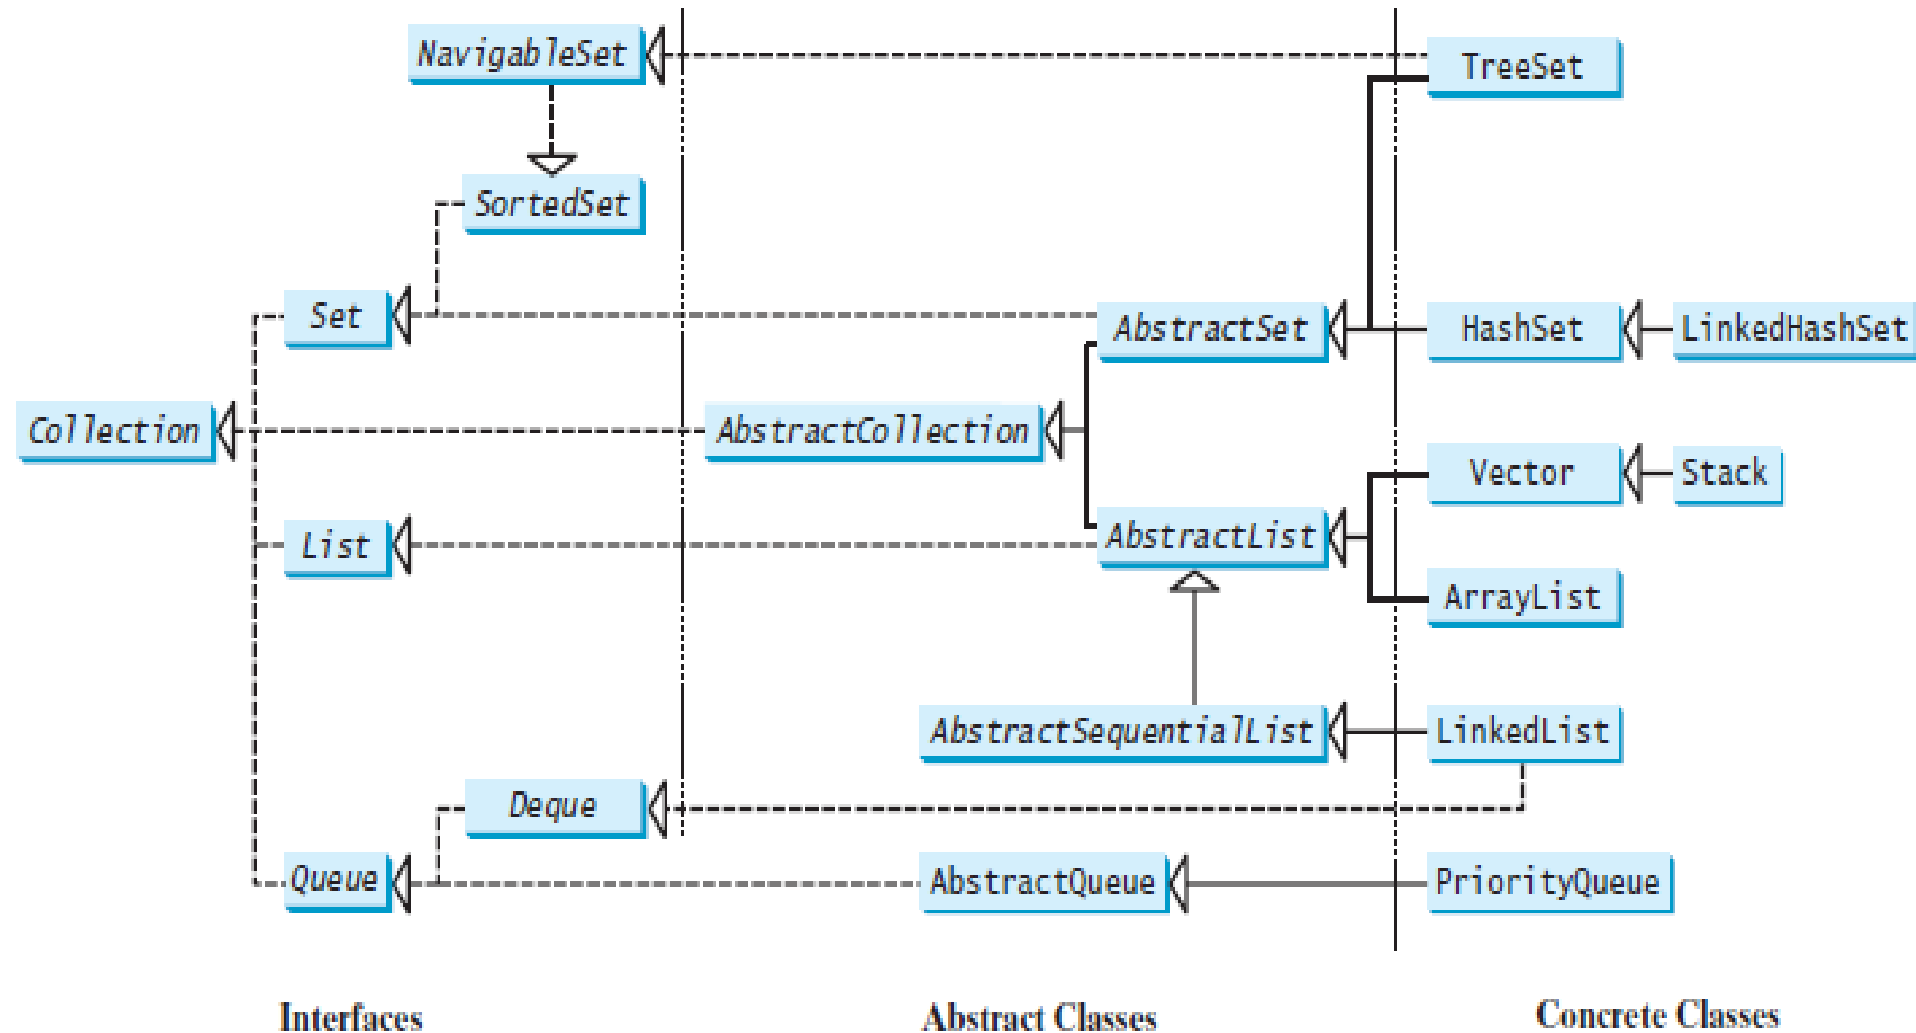 NavigableSet
TreeSet
SortedSet
Set
AbstractSet
HashSet
LinkedHashSet
Collection
AbstractCollection
Vector
Stack
List
AbstractList
ArrayList
AbstractSequentialList
LinkedList
Deque
Queue
AbstractQueue
PriorityQueue
Interfaces
Abstract Classes
Concrete Classes